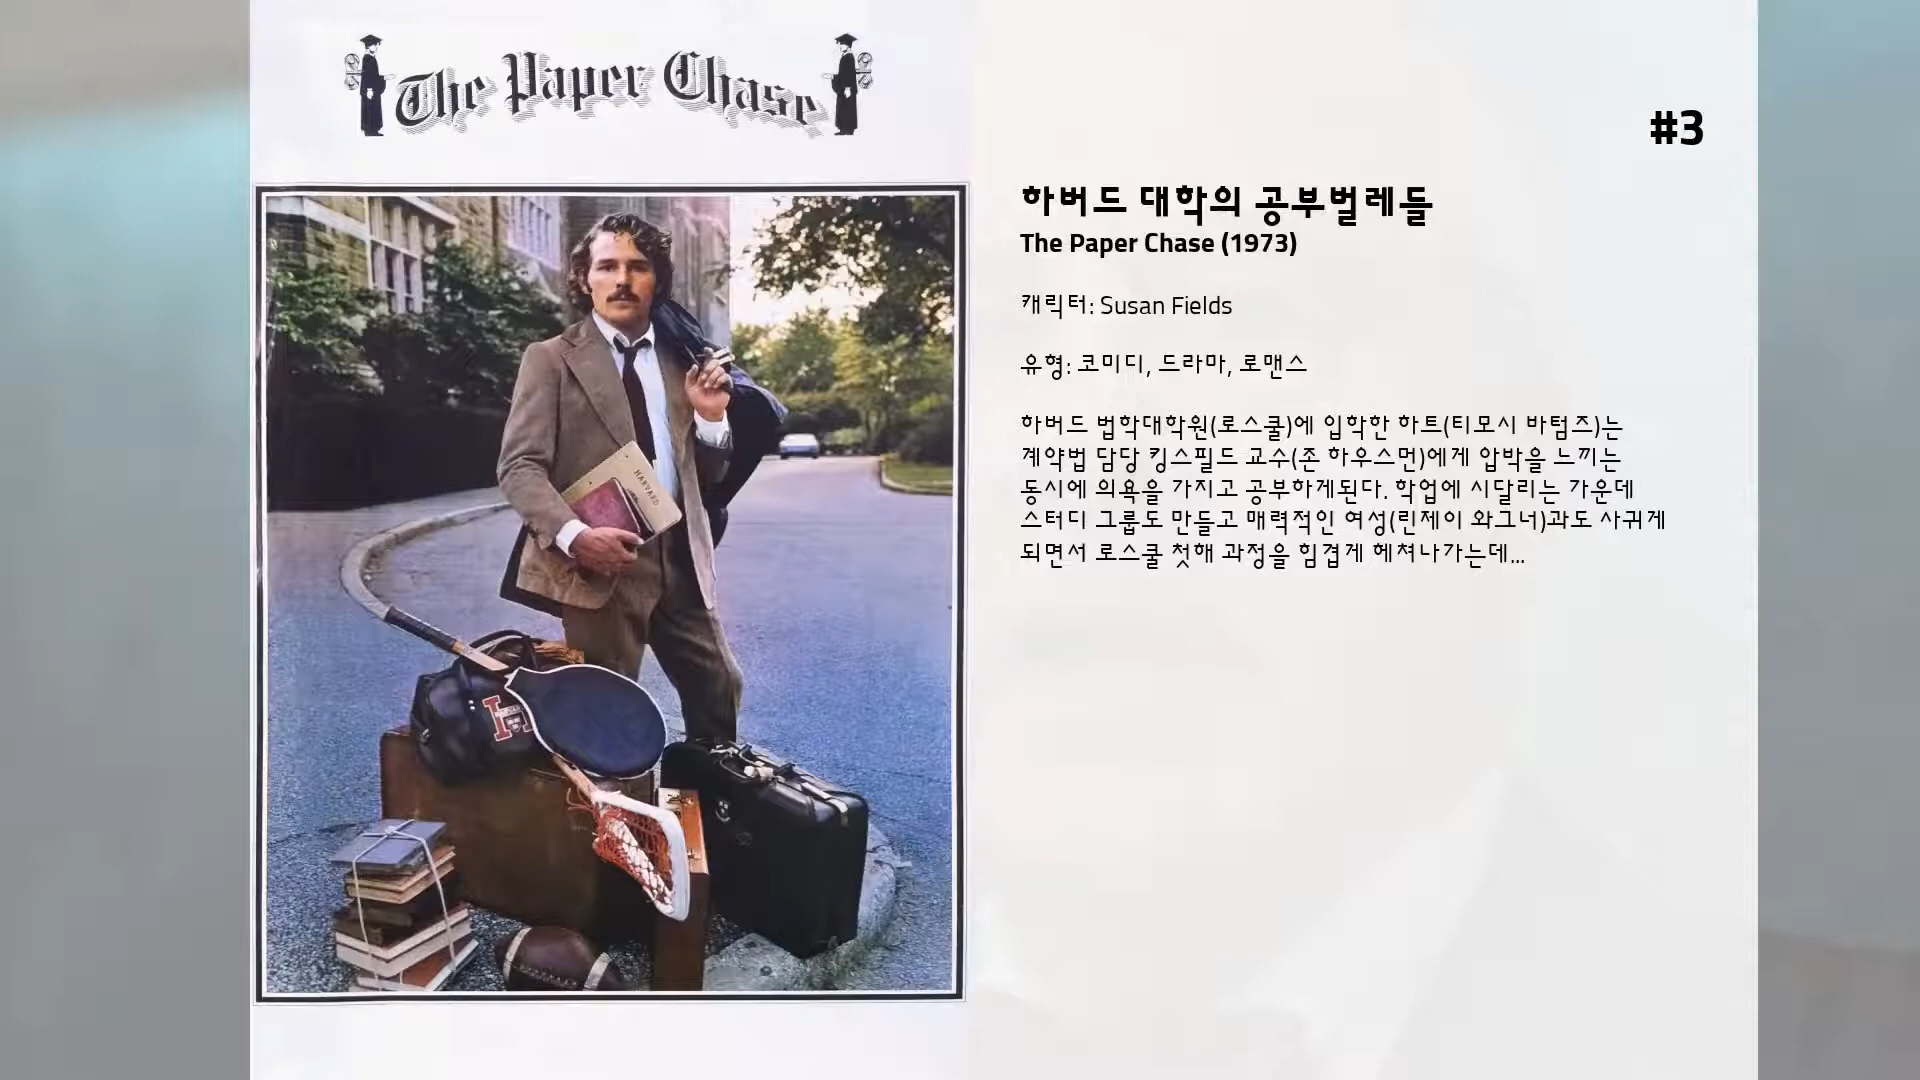 The Paper Chase
#3
하버드 대학의 공부벌레들
The Paper Chase (1973)
캐릭터: Susan Fields
유형: 코미디, 드라마, 로맨스
하버드 법학대학원(로스쿨)에 입학한 하트(티모시 바텀즈)는
계약법 담당 킹스필드 교수(존 하우스먼)에게 압박을 느끼는
동시에 의욕을 가지고 공부하게된다. 학업에 시달리는 가운데
스터디 그룹도 만들고 매력적인 여성(린제이 와그너)과도 사귀게
되면서 로스쿨 첫해 과정을 힘겹게 헤쳐나가는데...
HARVARD